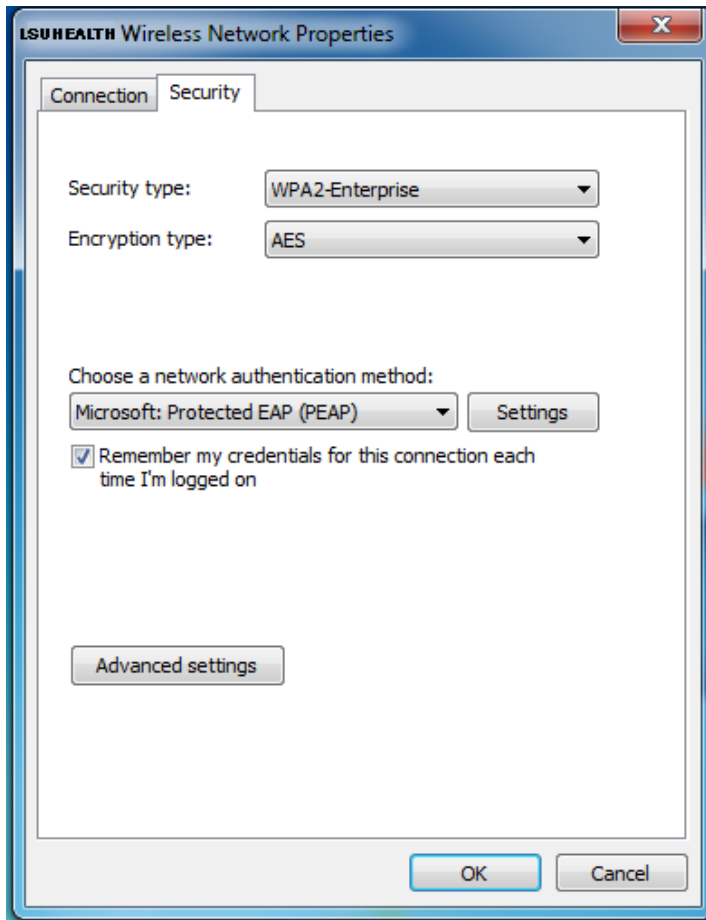 LSUHEALTH Wireless Network Properties
X
Connection Security
Security type: WPA2-Enterprise
Encryption type: AES
Choose a network authentication method:
Microsoft: Protected EAP (PEAP) Settings
Remember my credentials for this connection each
time I'm logged on
Advanced settings
OK Cancel